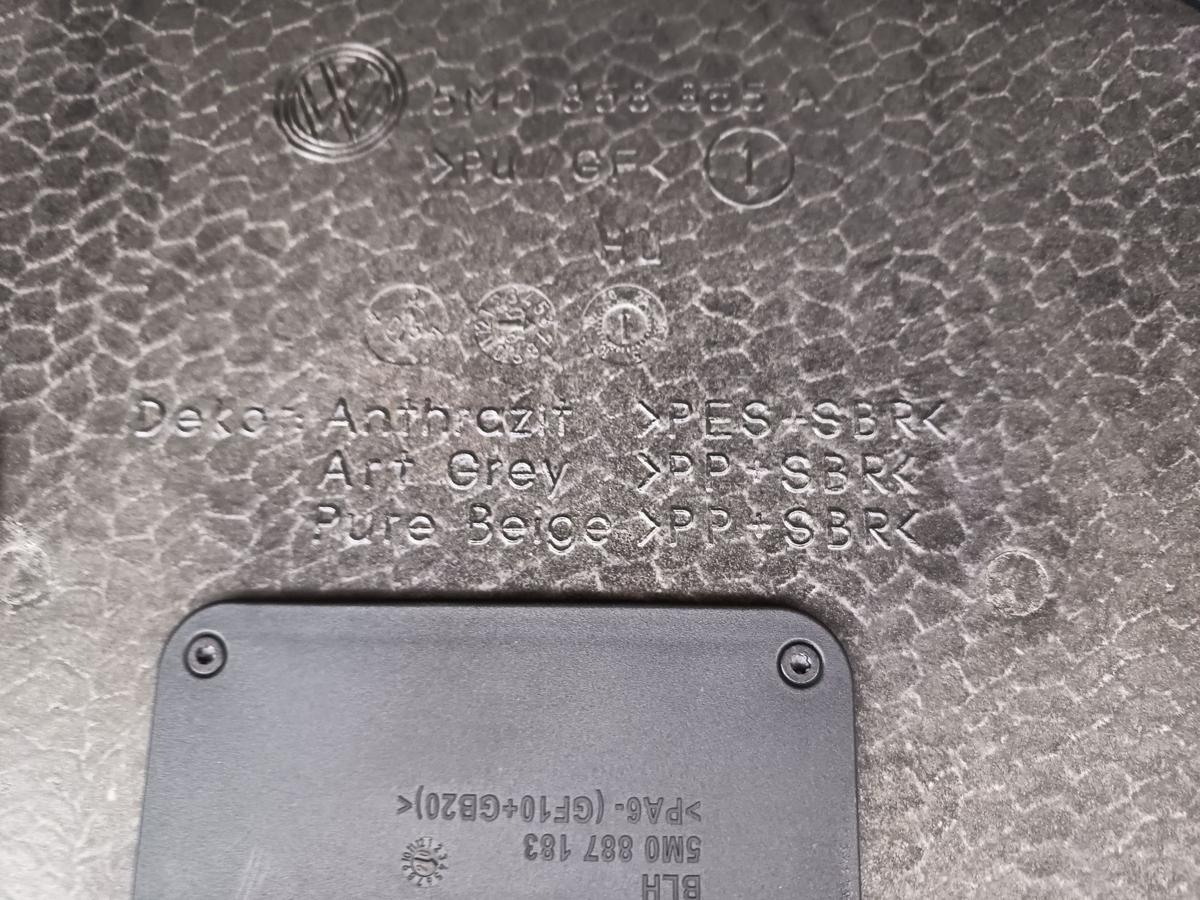 5M0 868 885 A
>PU / GF< 1
Dekor Anthrazit >PES+SBR<
Art Grey >PP+SBR<
Pure Beige >PP+SBR<
BLH
5M0 887 183
>PA6-(GF10+GB20)<